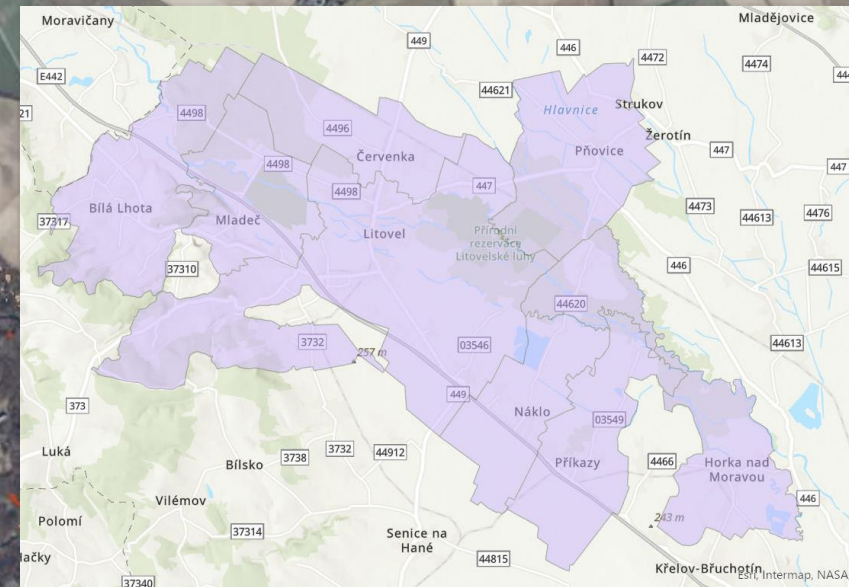 Moravičany
Mladějovice
449
446
4472
4474
44
E442
44621
21
Hlavnice
Strukov
4498
4496
Žerotín
447
Červenka
Pňovice
4498
447
4498
447
Bílá Lhota
37317
Mladeč
4473
44613
4476
Litovel
Přírodní
rezervace
Litovelské luhy
37310
446
44615
44620
3732
257 m
03546
44613
373
449
Náklo
03549
Luká
Bílsko
3738
3732
44912
Příkazy
4466
Horka nad
Moravou
Vilémov
446
Polomí
37314
Senice na
Hané
243 m
lačky
44815
37340
Křelov-Břuchotín
Esri, Intermap, NASA